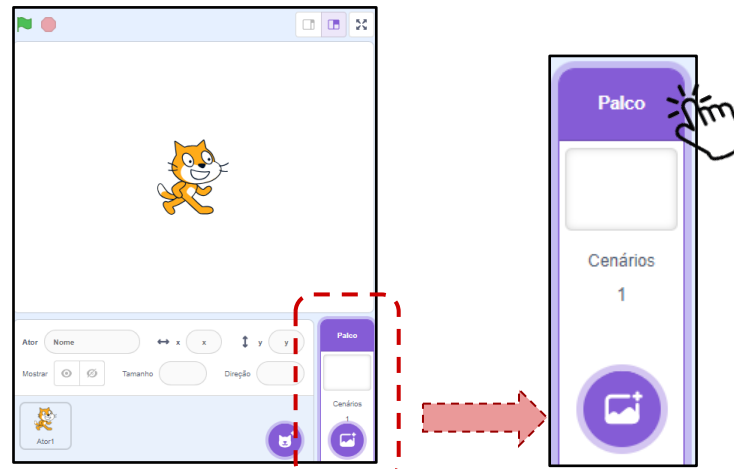 Ator Nome x x y y
Mostrar Tamanho Direção
Ator1
Palco
Cenários
1
Palco
Cenários
1